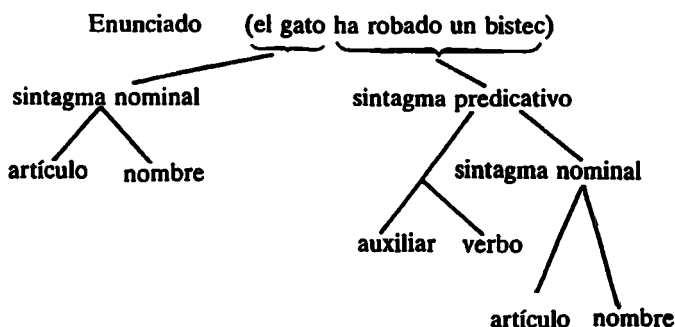 Enunciado (el gato ha robado un bistec)
sintagma nominal sintagma predicativo
artículo nombre sintagma nominal
auxiliar verbo
artículo nombre